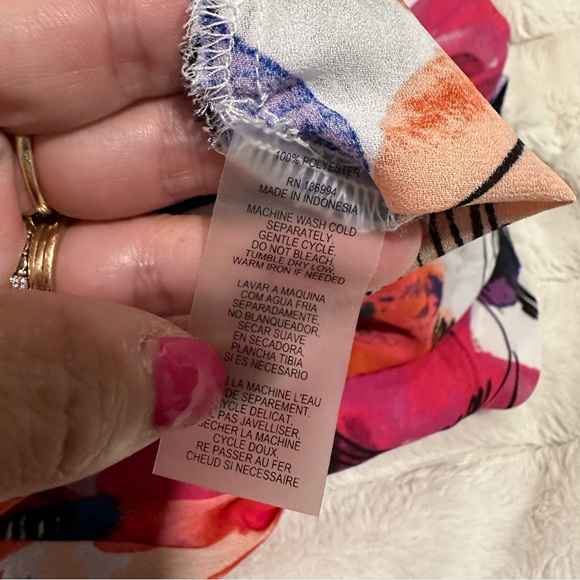 100% POLYESTER
RN 136994
MADE IN INDONESIA
MACHINE WASH COLD
SEPARATELY.
GENTLE CYCLE.
DO NOT BLEACH.
TUMBLE DRY LOW.
WARM IRON IF NEEDED
LAVAR A MAQUINA
COM AGUA FRIA
SEPARADAMENTE.
NO BLANQUEADOR,
SECAR SUAVE
EN SECADORA,
PLANCHA TIBIA
SI ES NECESARIO
LA MACHINE L'EAU
SEPAREMENT.
CYCLE DELICAT,
PAS JAVELLISER,
SECHER LA MACHINE
CYCLE DOUX.
RE PASSER AU FER
CHEUD SI NECESSAIRE